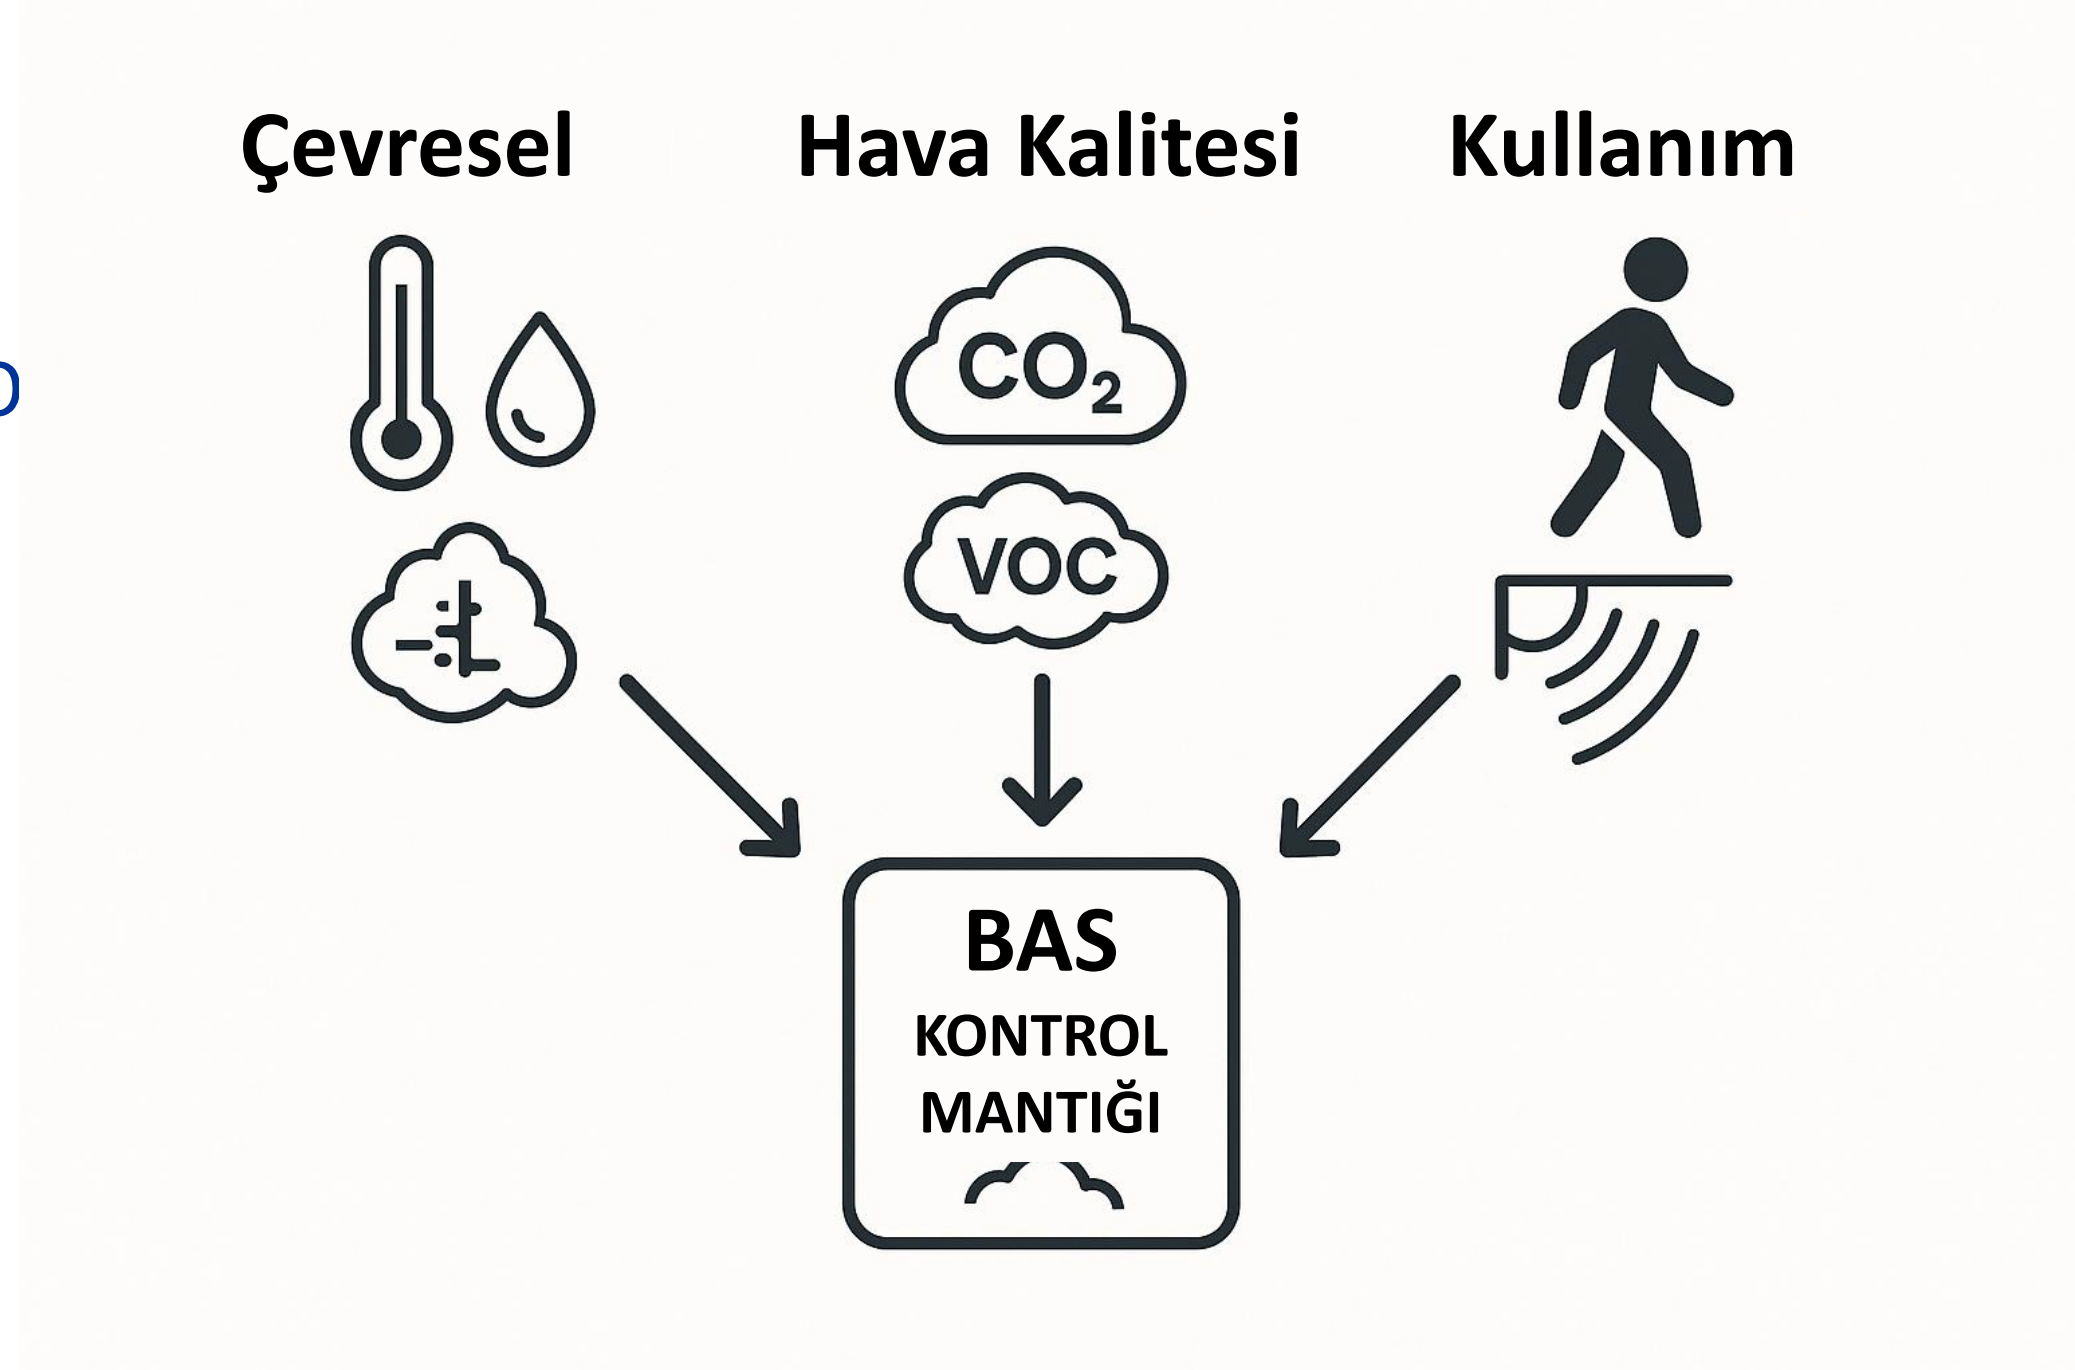 Çevresel
Hava Kalitesi
Kullanım
CO₂
VOC
BAS
KONTROL
MANTIĞI